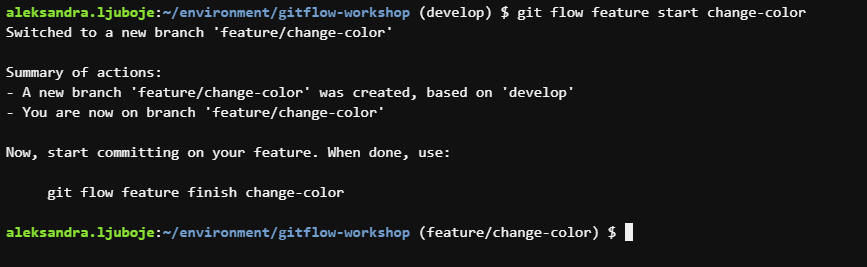 aleksandra.ljuboje:~/environment/gitflow-workshop (develop) $ git flow feature start change-color
Switched to a new branch 'feature/change-color'
Summary of actions:
- A new branch 'feature/change-color' was created, based on 'develop'
- You are now on branch 'feature/change-color'
Now, start committing on your feature. When done, use:
git flow feature finish change-color
aleksandra.ljuboje:~/environment/gitflow-workshop (feature/change-color) $